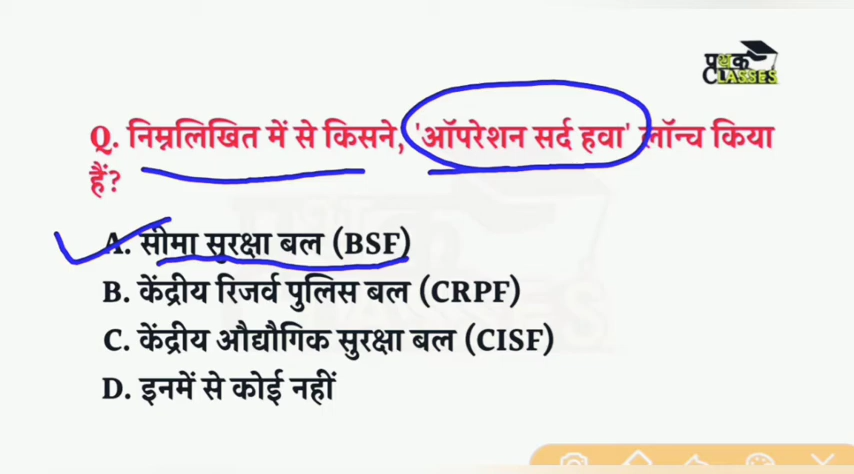 पृथक
CLASSES
Q. निम्नलिखित में से किसने, 'ऑपरेशन सर्द हवा' लॉन्च किया
हैं?
A. सीमा सुरक्षा बल (BSF)
B. केंद्रीय रिजर्व पुलिस बल (CRPF)
C. केंद्रीय औद्यौगिक सुरक्षा बल (CISF)
D. इनमें से कोई नहीं